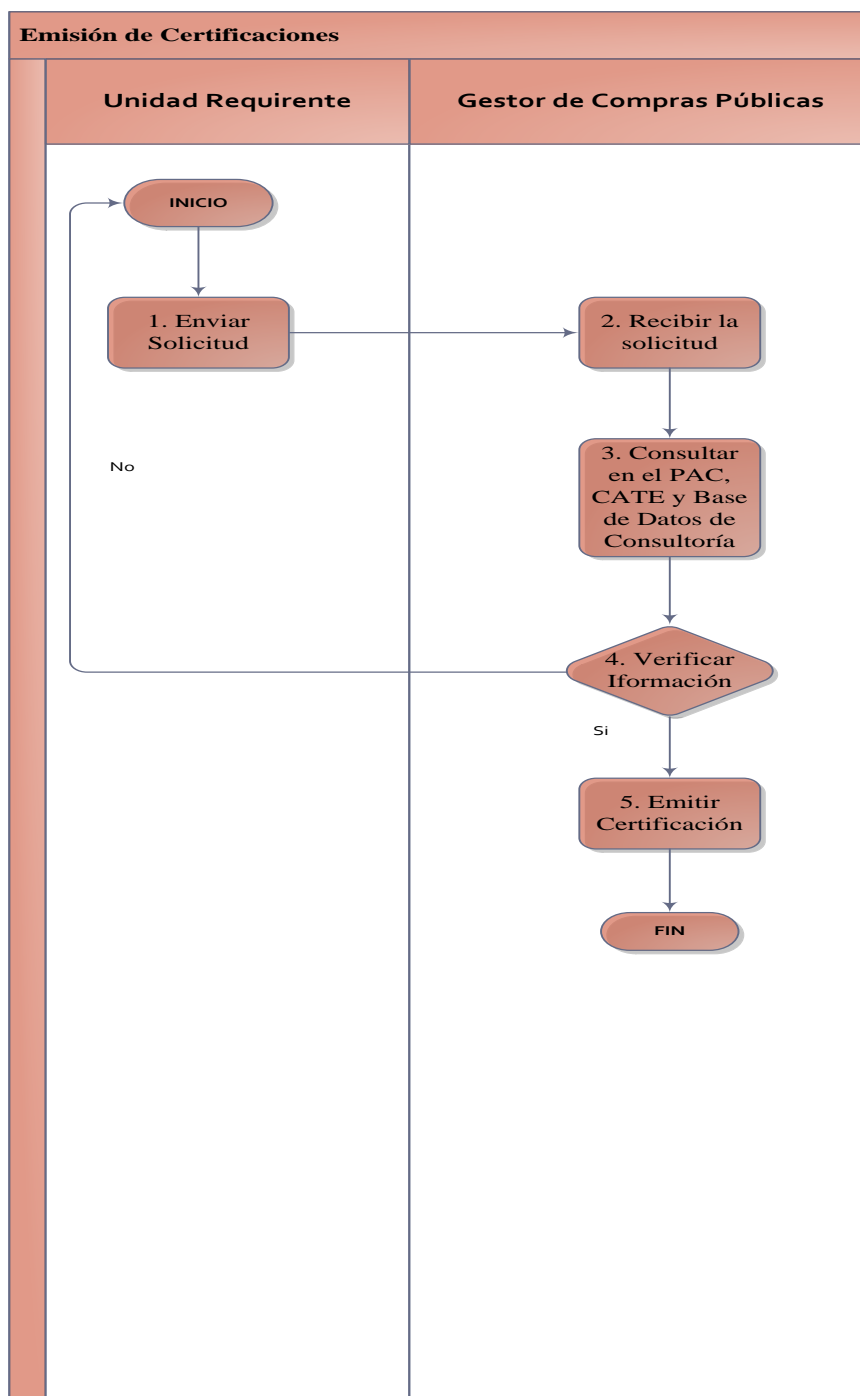 Emisión de Certificaciones
Unidad Requirente
Gestor de Compras Públicas
INICIO
1. Enviar
Solicitud
2. Recibir la
solicitud
No
3. Consultar
en el PAC,
CATE y Base
de Datos de
Consultoría
4. Verificar
Iformación
Si
5. Emitir
Certificación
FIN